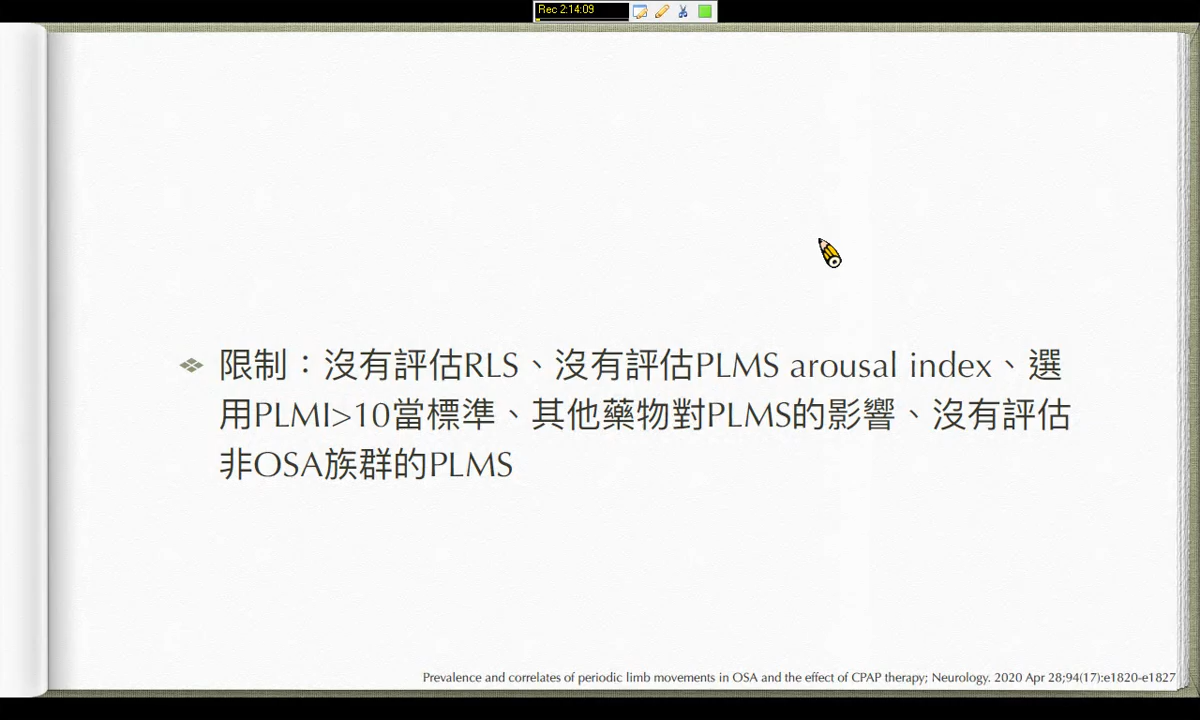 Rec 2:14:09
限制：沒有評估RLS、沒有評估PLMS arousal index、選
用PLMI>10當標準、其他藥物對PLMS的影響、沒有評估
非OSA族群的PLMS
Prevalence and correlates of periodic limb movements in OSA and the effect of CPAP therapy; Neurology. 2020 Apr 28;94(17):e1820-e1827